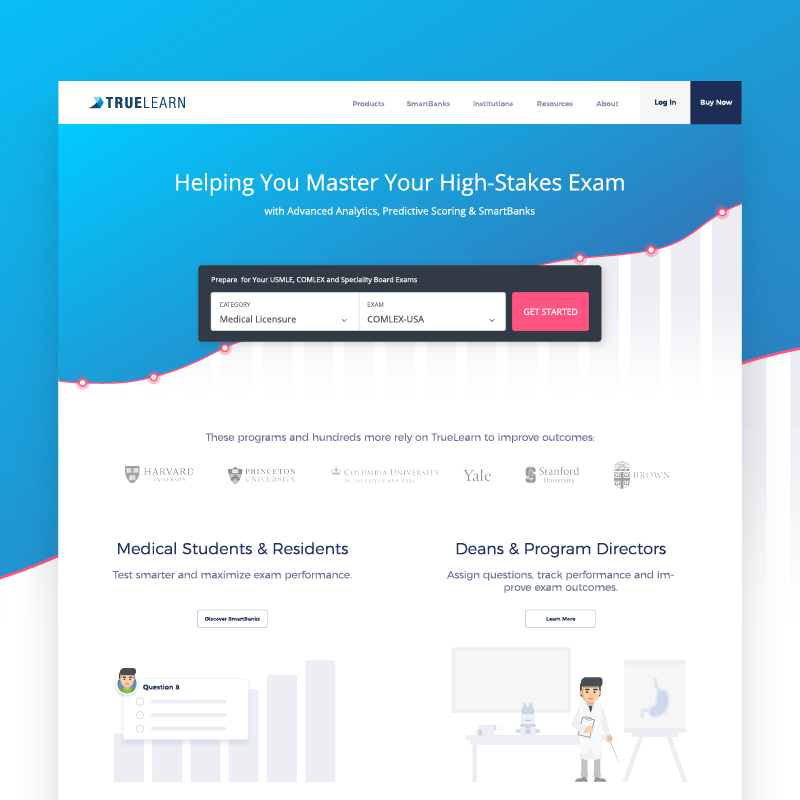 TRUELEARN
Products SmartBanks Institutions Resources About Log In Buy Now
Helping You Master Your High-Stakes Exam
with Advanced Analytics, Predictive Scoring & SmartBanks
Prepare for Your USMLE, COMLEX and Speciality Board Exams
CATEGORY EXAM
Medical Licensure COMLEX-USA GET STARTED
These programs and hundreds more rely on TrueLearn to improve outcomes:
HARVARD UNIVERSITY
PRINCETON UNIVERSITY
COLUMBIA UNIVERSITY
IN THE CITY OF NEW YORK
Yale
Stanford
University
BROWN
Medical Students & Residents
Test smarter and maximize exam performance.
Discover SmartBanks
Deans & Program Directors
Assign questions, track performance and im-
prove exam outcomes.
Learn More
Question 8